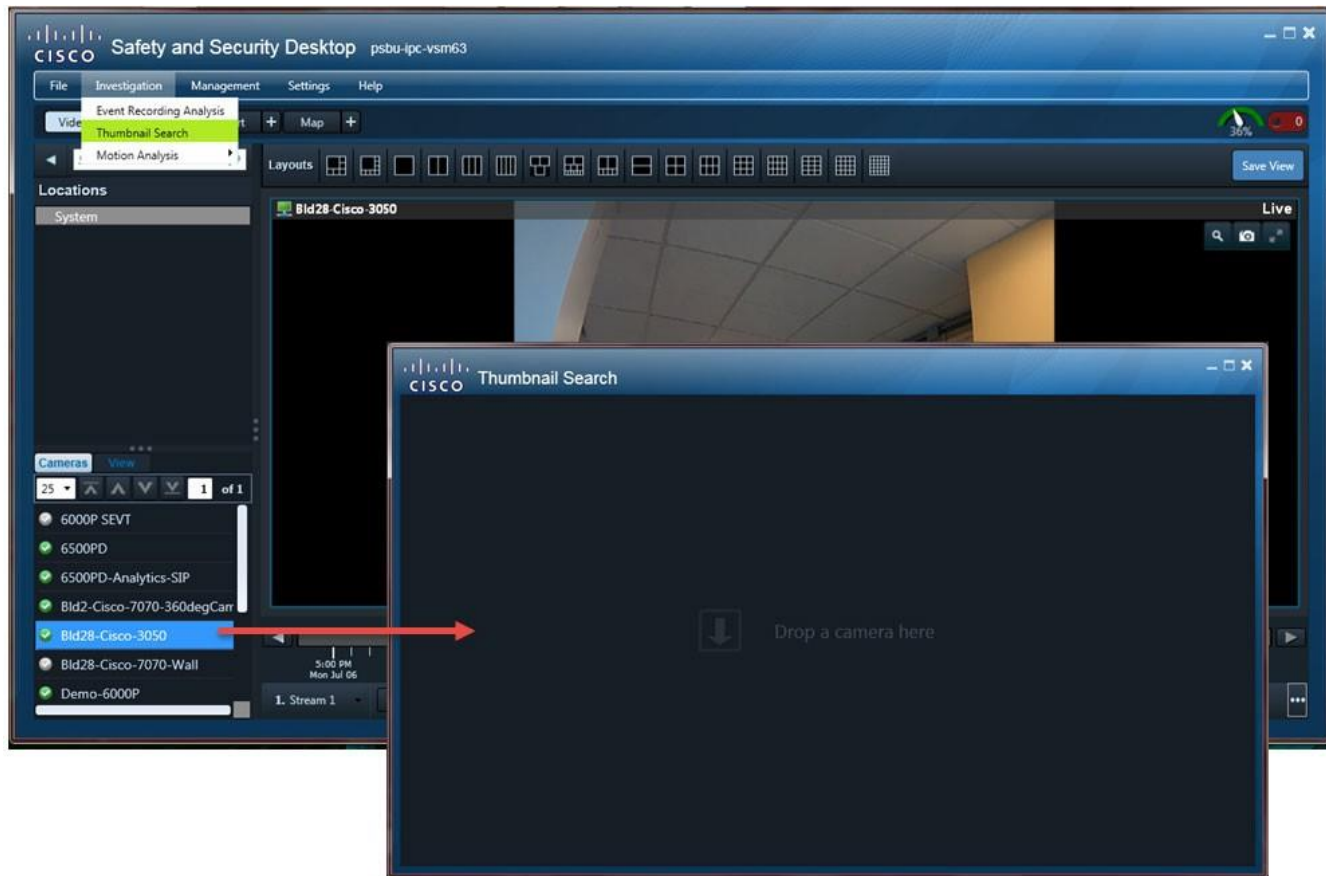 CISCO Safety and Security Desktop psbu-ipc-vsm63
File Investigation Management Settings Help
Event Recording Analysis
Thumbnail Search
Motion Analysis
Map
36%
0
Layouts
Save View
Locations
System
Bld28-Cisco-3050 Live
CISCO Thumbnail Search
Drop a camera here
Cameras View
25 1 of 1
6000P SEVT
6500PD
6500PD-Analytics-SIP
Bld2-Cisco-7070-360degCam
Bld28-Cisco-3050
Bld28-Cisco-7070-Wall
Demo-6000P
5:00 PM
Mon Jul 06
1. Stream 1